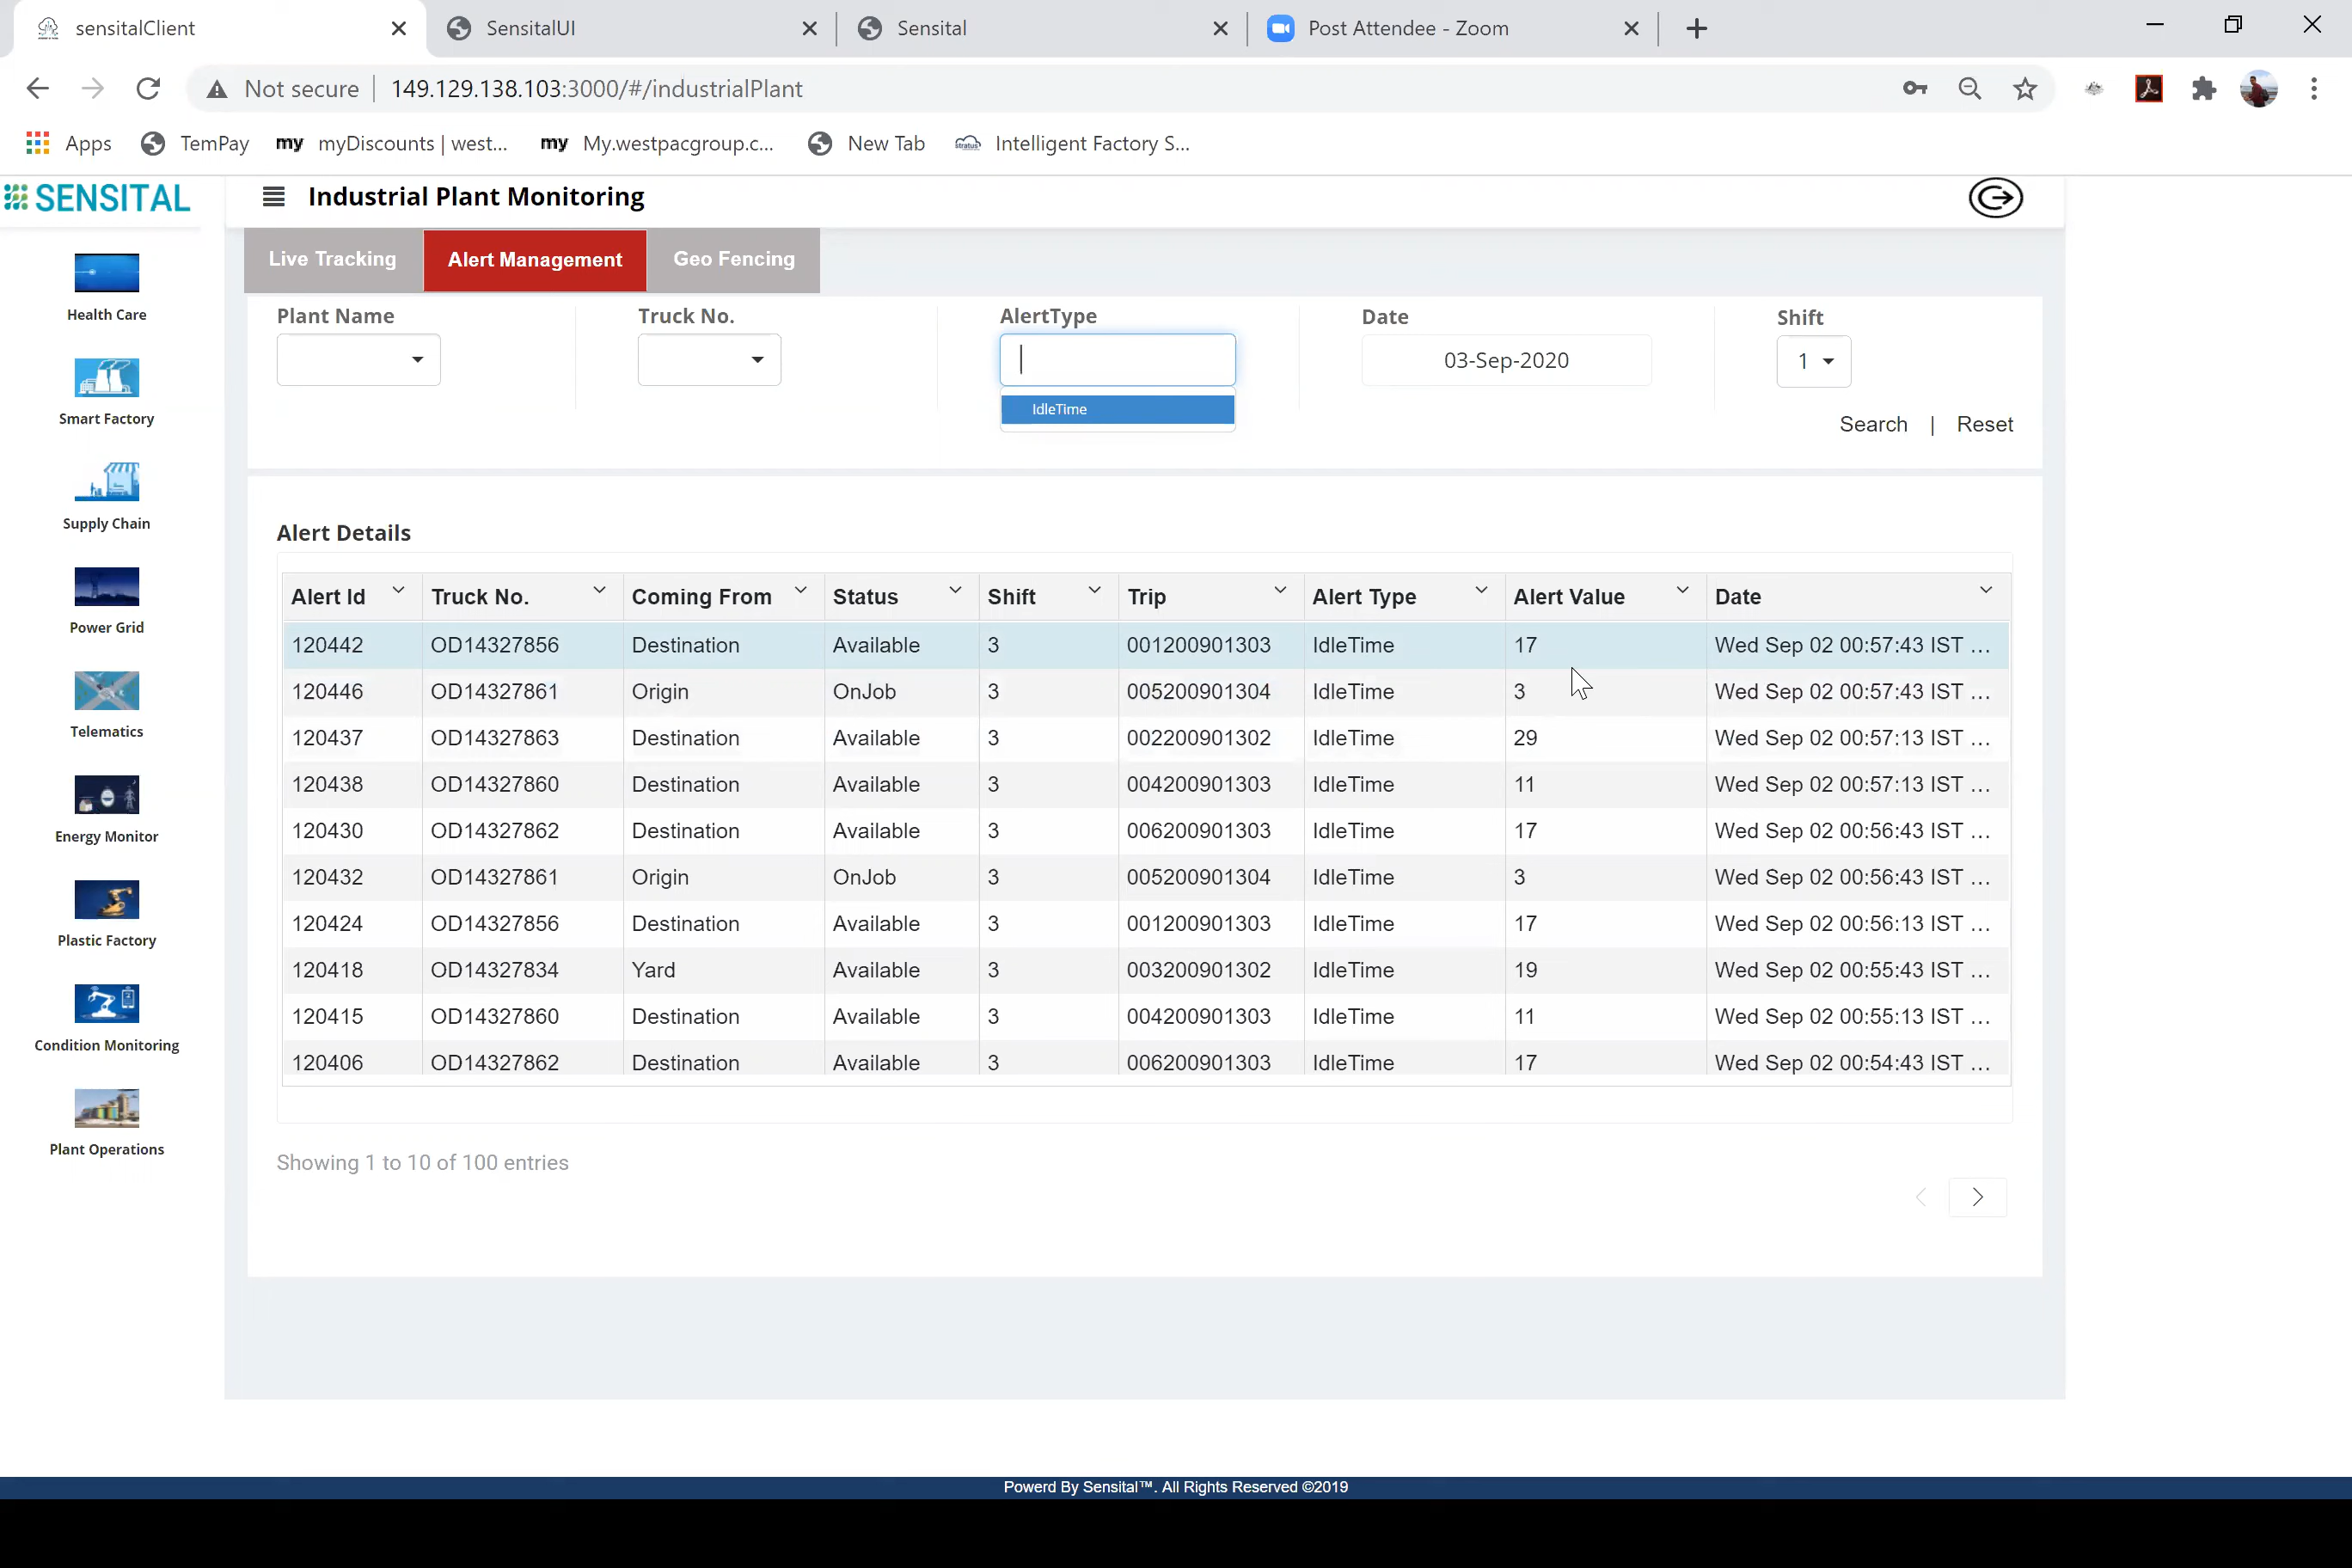 sensitalClient
SensitalUI
Sensital
Post Attendee - Zoom
Not secure
149.129.138.103:3000/#/industrialPlant
Apps
TemPay
my myDiscounts | west...
my My.westpacgroup.c...
New Tab
Intelligent Factory S...
SENSITAL
Industrial Plant Monitoring
Live Tracking
Alert Management
Geo Fencing
Health Care
Smart Factory
Supply Chain
Power Grid
Telematics
Energy Monitor
Plastic Factory
Condition Monitoring
Plant Operations
Plant Name
Truck No.
AlertType
Date
Shift
03-Sep-2020
1
IdleTime
Search | Reset
Alert Details
Alert Id Truck No. Coming From Status Shift Trip Alert Type Alert Value Date
120442 OD14327856 Destination Available 3 001200901303 IdleTime 17 Wed Sep 02 00:57:43 IST ...
120446 OD14327861 Origin OnJob 3 005200901304 IdleTime 3 Wed Sep 02 00:57:43 IST ...
120437 OD14327863 Destination Available 3 002200901302 IdleTime 29 Wed Sep 02 00:57:13 IST ...
120438 OD14327860 Destination Available 3 004200901303 IdleTime 11 Wed Sep 02 00:57:13 IST ...
120430 OD14327862 Destination Available 3 006200901303 IdleTime 17 Wed Sep 02 00:56:43 IST ...
120432 OD14327861 Origin OnJob 3 005200901304 IdleTime 3 Wed Sep 02 00:56:43 IST ...
120424 OD14327856 Destination Available 3 001200901303 IdleTime 17 Wed Sep 02 00:56:13 IST ...
120418 OD14327834 Yard Available 3 003200901302 IdleTime 19 Wed Sep 02 00:55:43 IST ...
120415 OD14327860 Destination Available 3 004200901303 IdleTime 11 Wed Sep 02 00:55:13 IST ...
120406 OD14327862 Destination Available 3 006200901303 IdleTime 17 Wed Sep 02 00:54:43 IST ...
Showing 1 to 10 of 100 entries
Powerd By Sensital™. All Rights Reserved ©2019